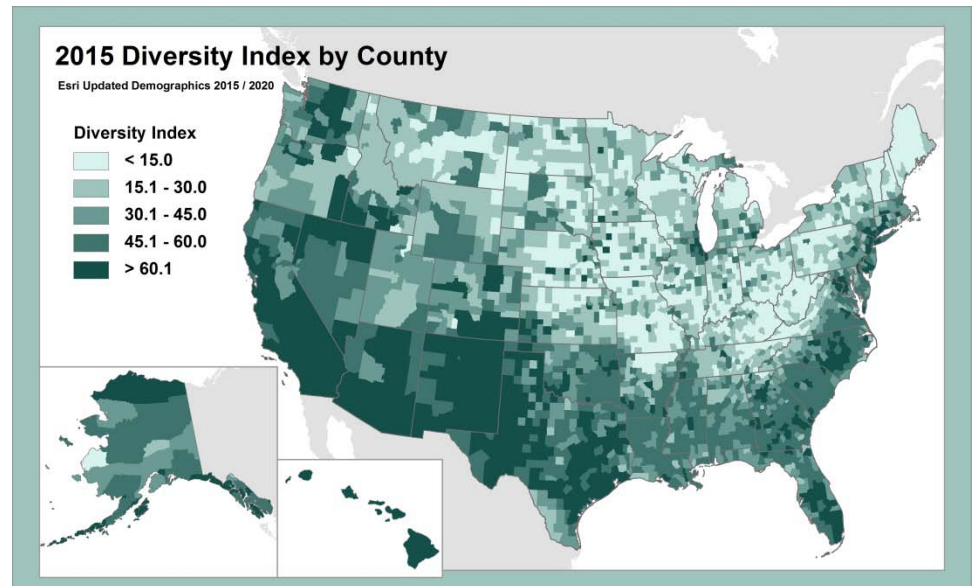 2015 Diversity Index by County
Esri Updated Demographics 2015 / 2020
Diversity Index
< 15.0
15.1 - 30.0
30.1 - 45.0
45.1 - 60.0
> 60.1